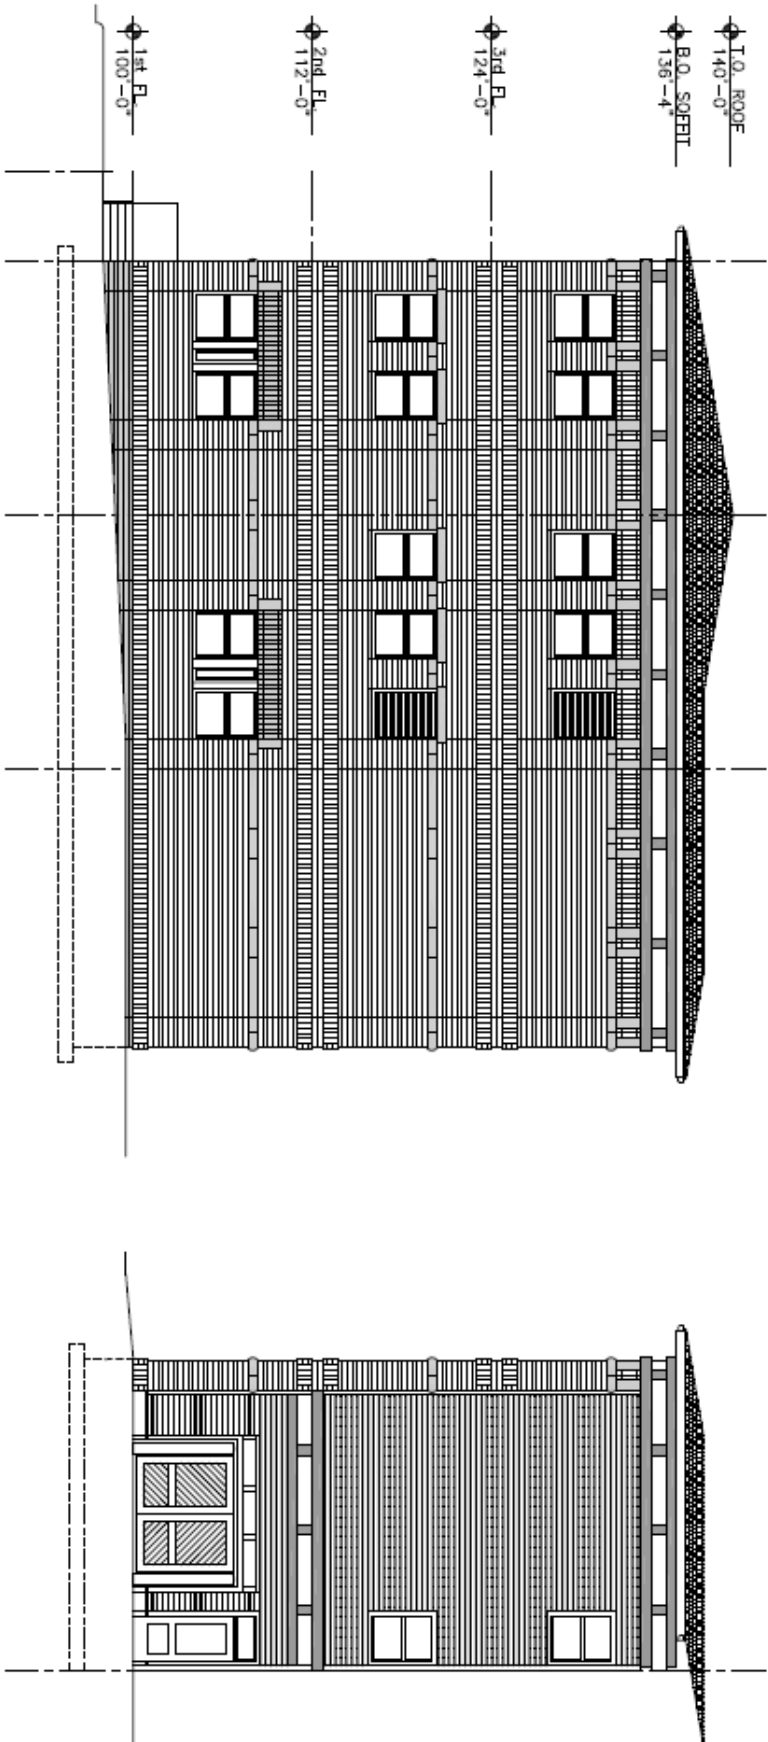 T.O. ROOF
140'-0"
B.O. SOFFIT
136'-4"
3rd FL.
124'-0"
2nd FL.
112'-0"
1st FL.
100'-0"